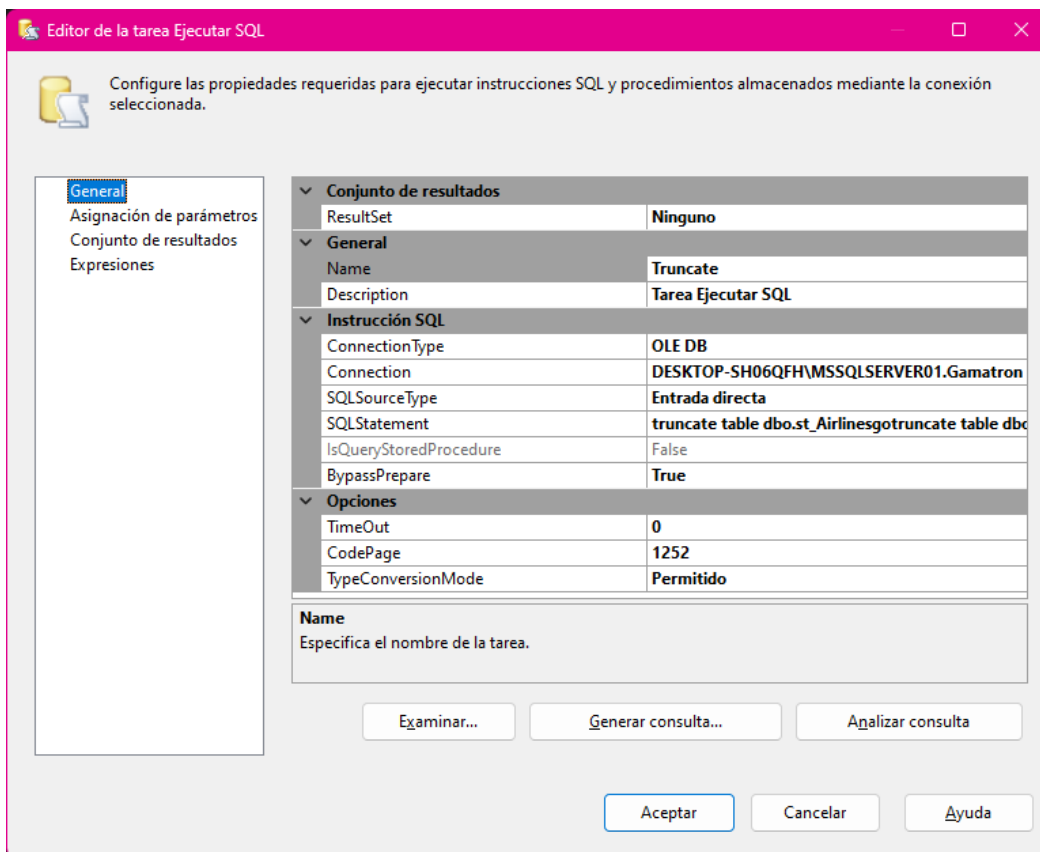 Editor de la tarea Ejecutar SQL
Configure las propiedades requeridas para ejecutar instrucciones SQL y procedimientos almacenados mediante la conexión
seleccionada.
General
Asignación de parámetros
Conjunto de resultados
Expresiones
Conjunto de resultados
ResultSet Ninguno
General
Name Truncate
Description Tarea Ejecutar SQL
Instrucción SQL
ConnectionType OLE DB
Connection DESKTOP-SH06QFH\MSSQLSERVER01.Gamatron
SQLSourceType Entrada directa
SQLStatement truncate table dbo.st_Airlinesgotruncate table dbo
IsQueryStoredProcedure False
BypassPrepare True
Opciones
TimeOut 0
CodePage 1252
TypeConversionMode Permitido
Name
Especifica el nombre de la tarea.
Examinar... Generar consulta... Analizar consulta
Aceptar Cancelar Ayuda